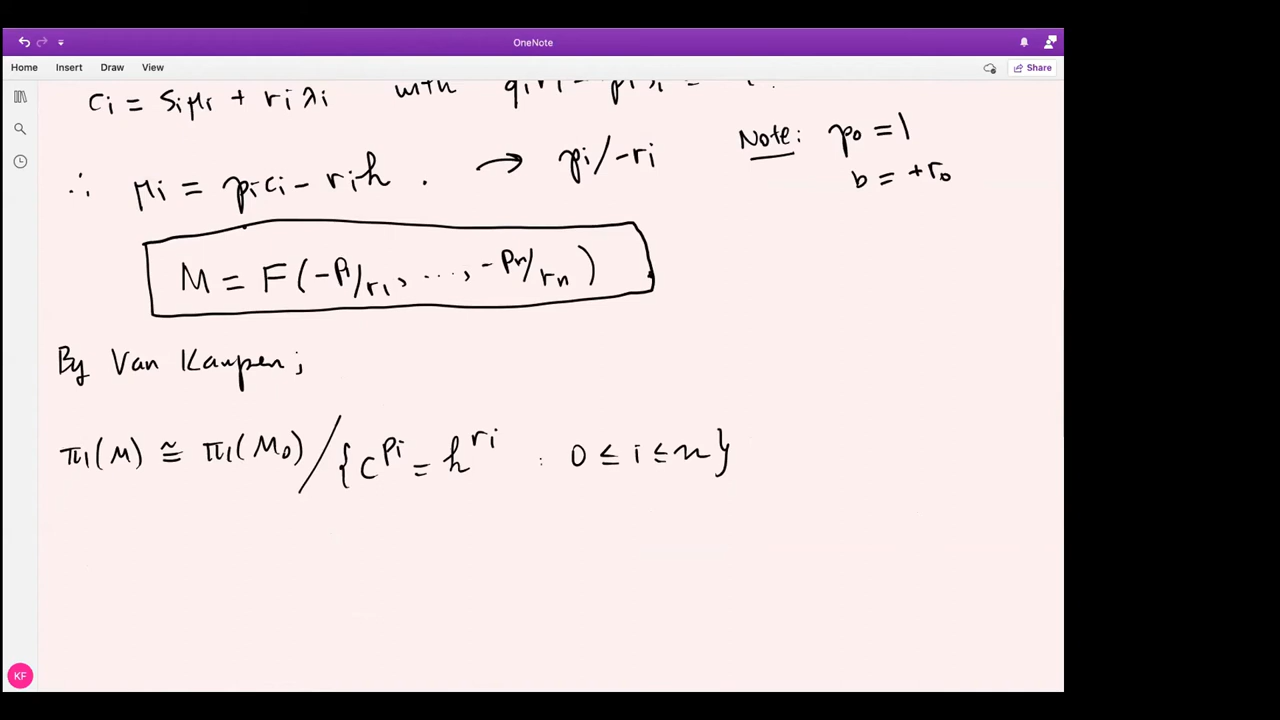 OneNote
Home Insert Draw View Share
cᵢ = sᵢμᵢ + rᵢλᵢ with
Note: p₀ = 1
∴ μᵢ = pᵢcᵢ − rᵢh . → pᵢ/−rᵢ
b = +r₀
M = F(−p₁/r₁, ..., −pₙ/rₙ)
By Van Kampen;
π₁(M) ≅ π₁(M₀) / {c^{pᵢ} = h^{rᵢ} : 0 ≤ i ≤ n}
KF